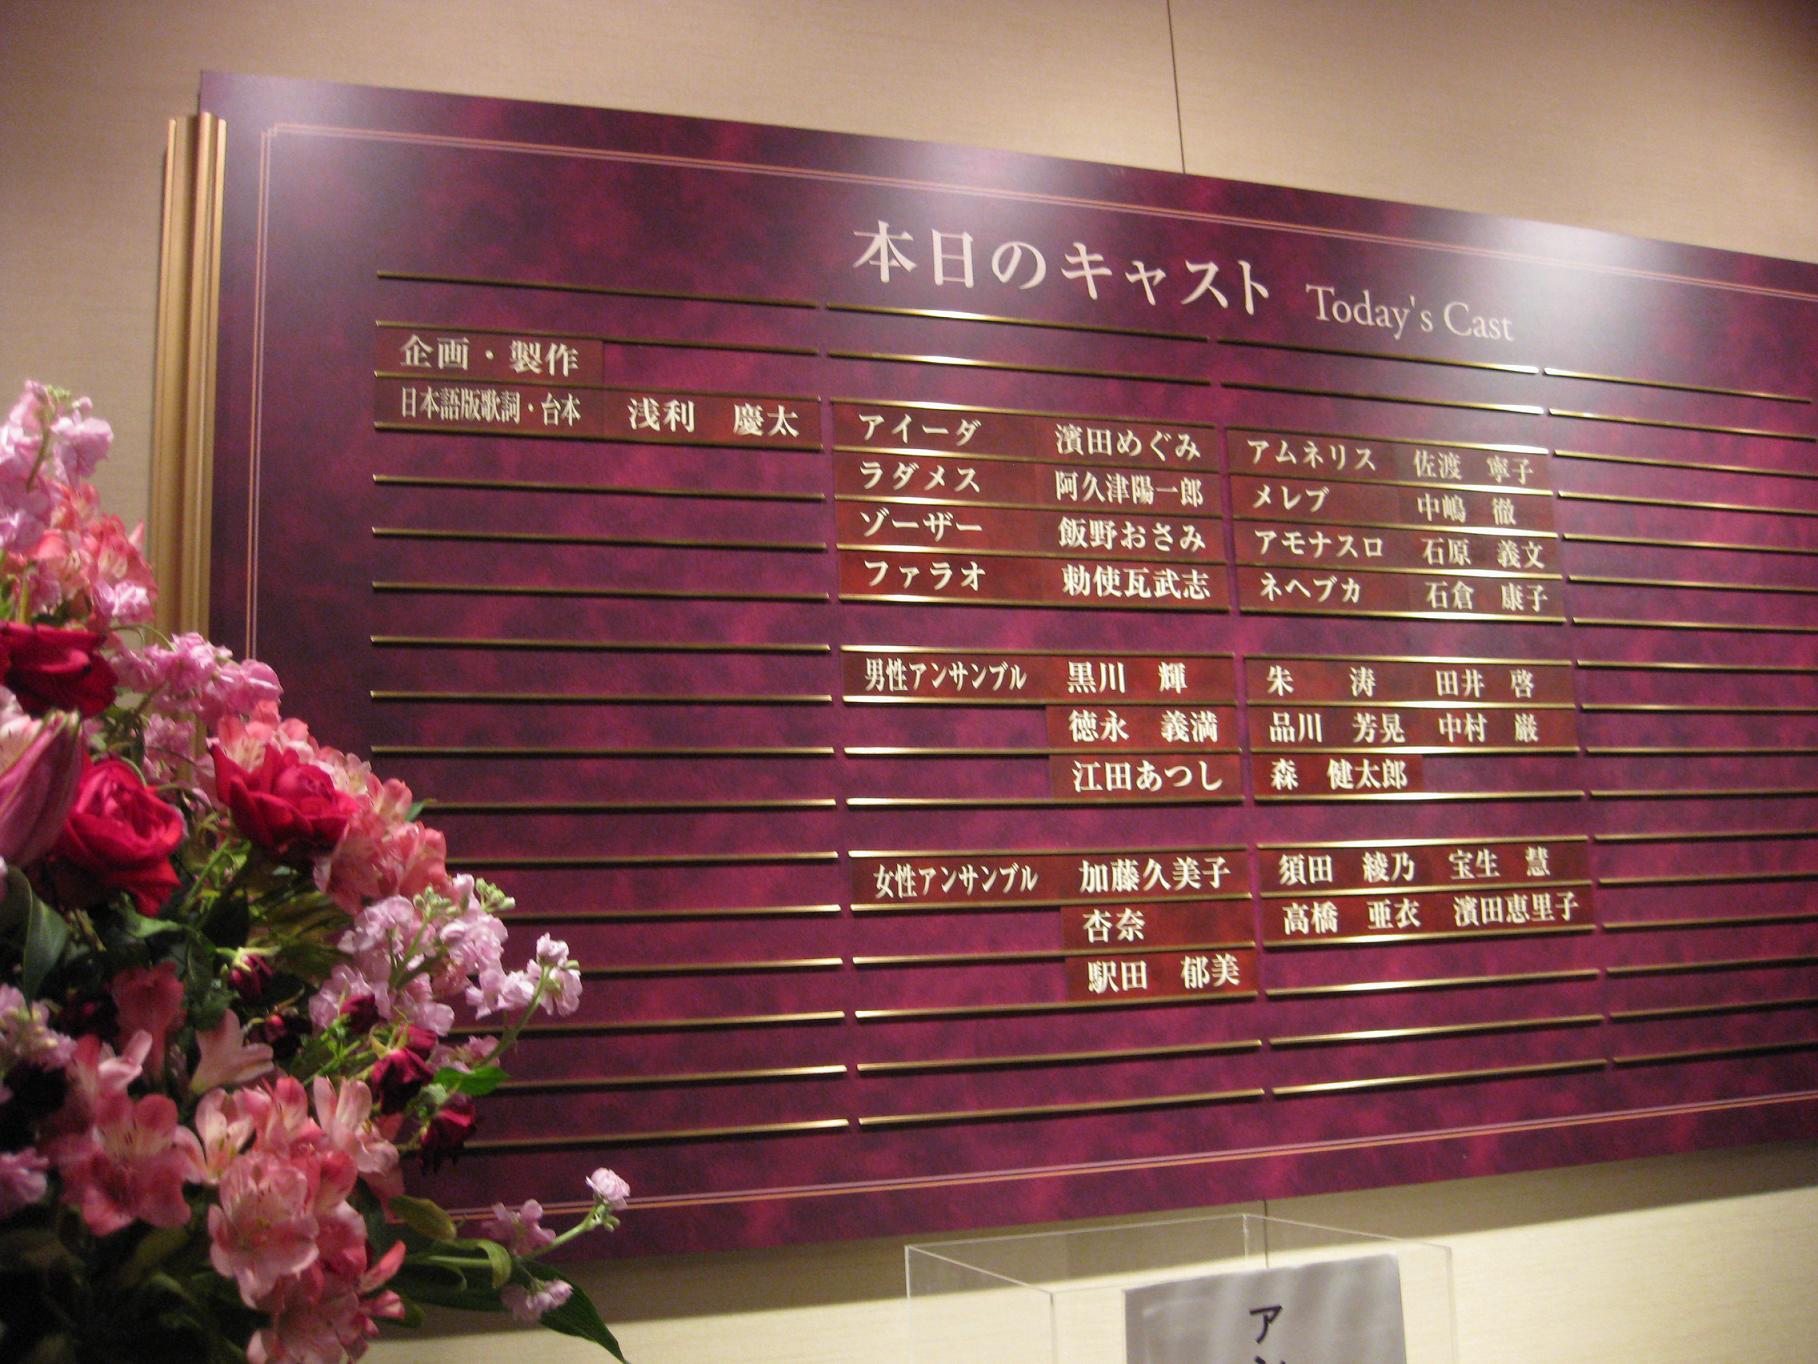 本日のキャスト Today's Cast
企画・製作
日本語版歌詞・台本 浅利 慶太
アイーダ 濱田めぐみ アムネリス 佐渡 寧子
ラダメス 阿久津陽一郎 メレブ 中嶋 徹
ゾーザー 飯野おさみ アモナスロ 石原 義文
ファラオ 勅使瓦武志 ネヘブカ 石倉 康子
男性アンサンブル 黒川 輝 朱 涛 田井 啓
徳永 義満 品川 芳晃 中村 巌
江田あつし 森 健太郎
女性アンサンブル 加藤久美子 須田 綾乃 宝生 慧
杏奈 高橋 亜衣 濱田恵里子
駅田 郁美
ア